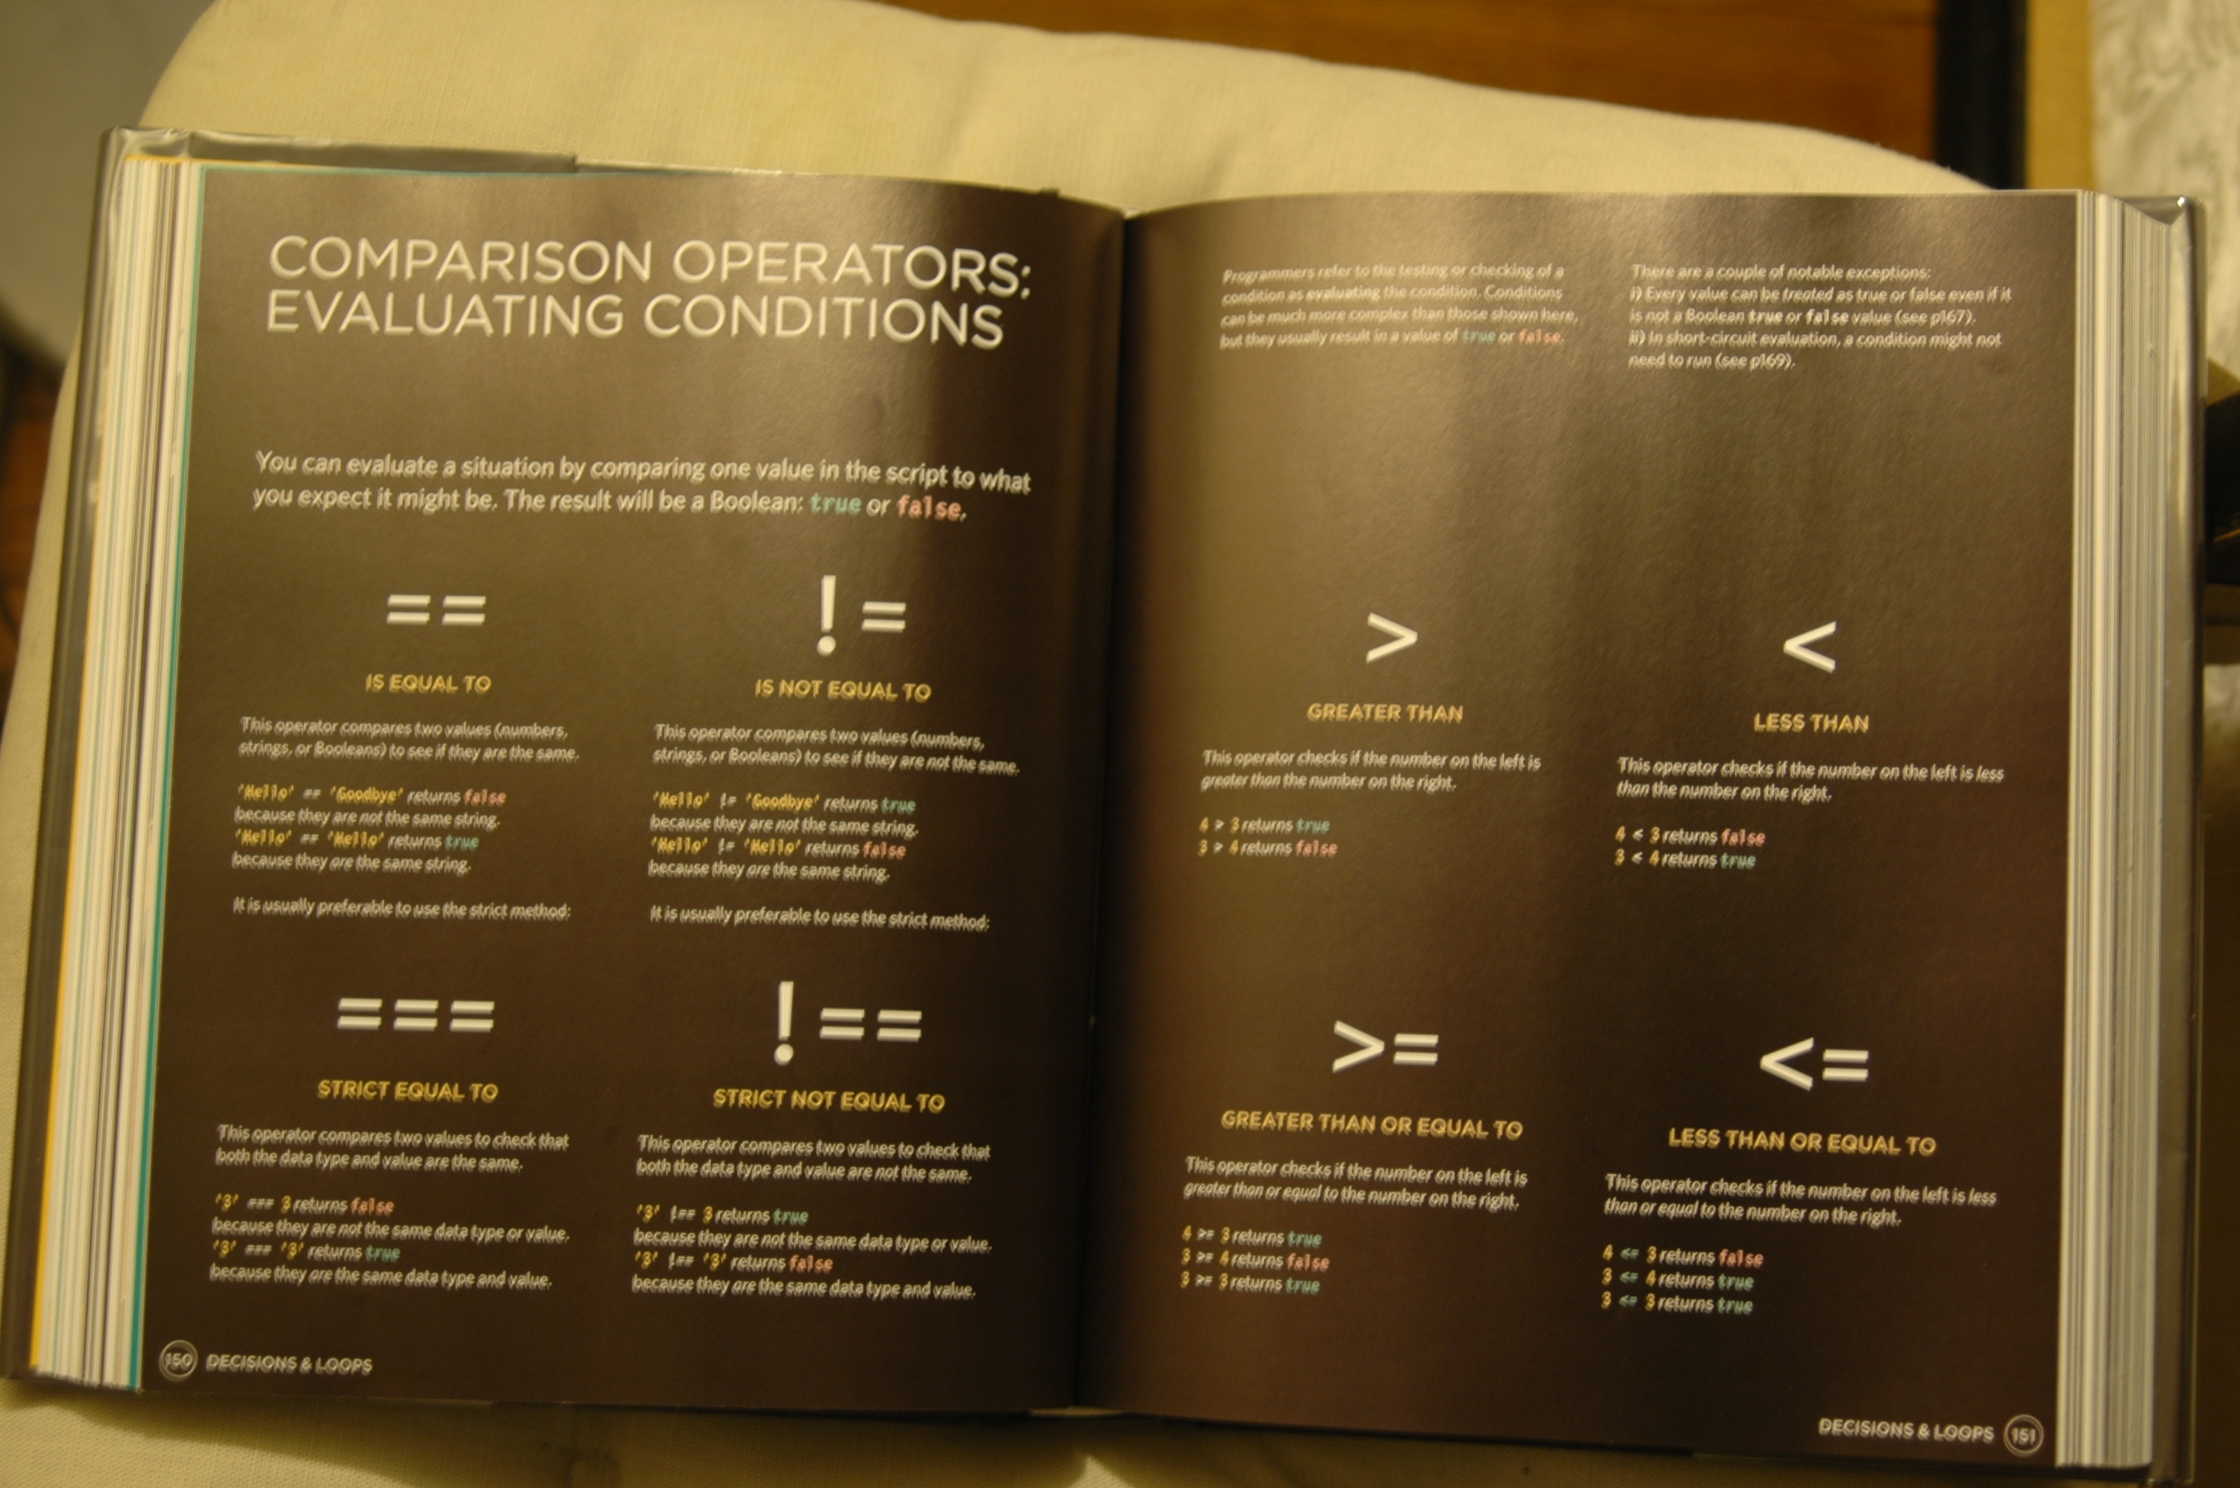 COMPARISON OPERATORS:
EVALUATING CONDITIONS
You can evaluate a situation by comparing one value in the script to what
you expect it might be. The result will be a Boolean: true or false.
==
IS EQUAL TO
This operator compares two values (numbers,
strings, or Booleans) to see if they are the same.
'Hello' == 'Goodbye' returns false
because they are not the same string.
'Hello' == 'Hello' returns true
because they are the same string.
It is usually preferable to use the strict method:
!=
IS NOT EQUAL TO
This operator compares two values (numbers,
strings, or Booleans) to see if they are not the same.
'Hello' != 'Goodbye' returns true
because they are not the same string.
'Hello' != 'Hello' returns false
because they are the same string.
It is usually preferable to use the strict method:
===
STRICT EQUAL TO
This operator compares two values to check that
both the data type and value are the same.
'3' === 3 returns false
because they are not the same data type or value.
'3' === '3' returns true
because they are the same data type and value.
!==
STRICT NOT EQUAL TO
This operator compares two values to check that
both the data type and value are not the same.
'3' !== 3 returns true
because they are not the same data type or value.
'3' !== '3' returns false
because they are the same data type and value.
150 DECISIONS & LOOPS
Programmers refer to the testing or checking of a
condition as evaluating the condition. Conditions
can be much more complex than those shown here,
but they usually result in a value of true or false.
There are a couple of notable exceptions:
i) Every value can be treated as true or false even if it
is not a Boolean true or false value (see p167).
ii) In short-circuit evaluation, a condition might not
need to run (see p169).
>
GREATER THAN
This operator checks if the number on the left is
greater than the number on the right.
4 > 3 returns true
3 > 4 returns false
<
LESS THAN
This operator checks if the number on the left is less
than the number on the right.
4 < 3 returns false
3 < 4 returns true
>=
GREATER THAN OR EQUAL TO
This operator checks if the number on the left is
greater than or equal to the number on the right.
4 >= 3 returns true
3 >= 4 returns false
3 >= 3 returns true
<=
LESS THAN OR EQUAL TO
This operator checks if the number on the left is less
than or equal to the number on the right.
4 <= 3 returns false
3 <= 4 returns true
3 <= 3 returns true
DECISIONS & LOOPS 151